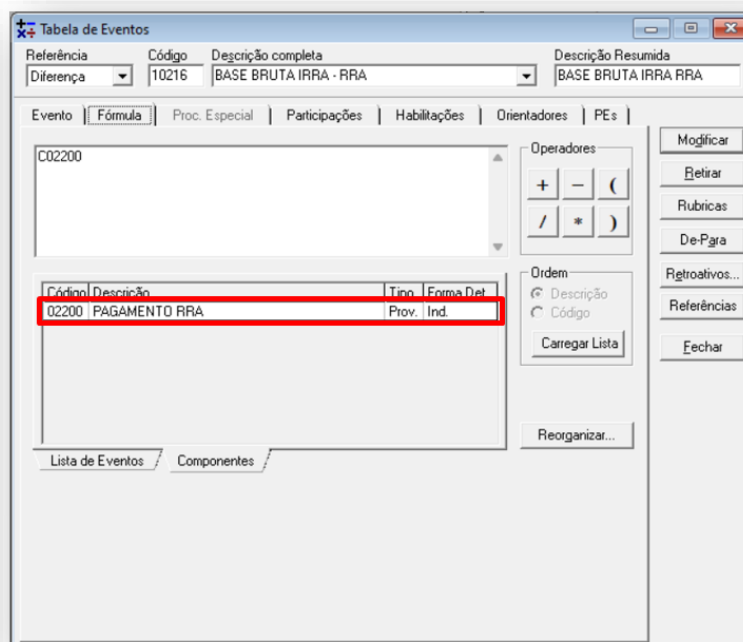 Tabela de Eventos
Referência Código Descrição completa Descrição Resumida
Diferença 10216 BASE BRUTA IRRA - RRA BASE BRUTA IRRA RRA
Evento Fórmula Proc. Especial Participações Habilitações Orientadores PEs
Modificar
C02200
Operadores
+ − (
Retirar
/ * )
Rubricas
De-Para
Ordem
Retroativos...
Código Descrição Tipo Forma Det
Descrição
02200 PAGAMENTO RRA Prov. Ind.
Código
Referências
Carregar Lista
Fechar
Reorganizar...
Lista de Eventos Componentes